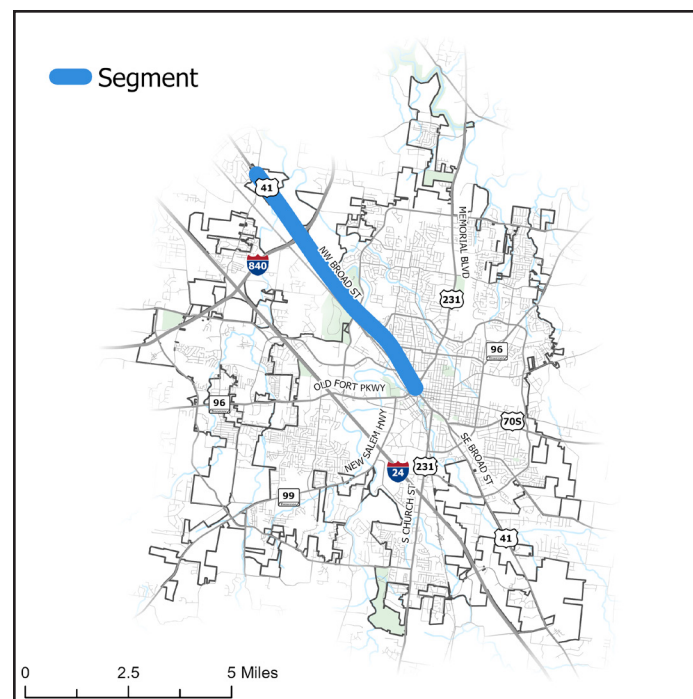 Segment
41
NW BROAD ST
MEMORIAL BLVD
840
231
96
OLD FORT PKWY
96
70S
NEW SALEM HWY
SE BROAD ST
24
231
99
S CHURCH ST
41
0 2.5 5 Miles